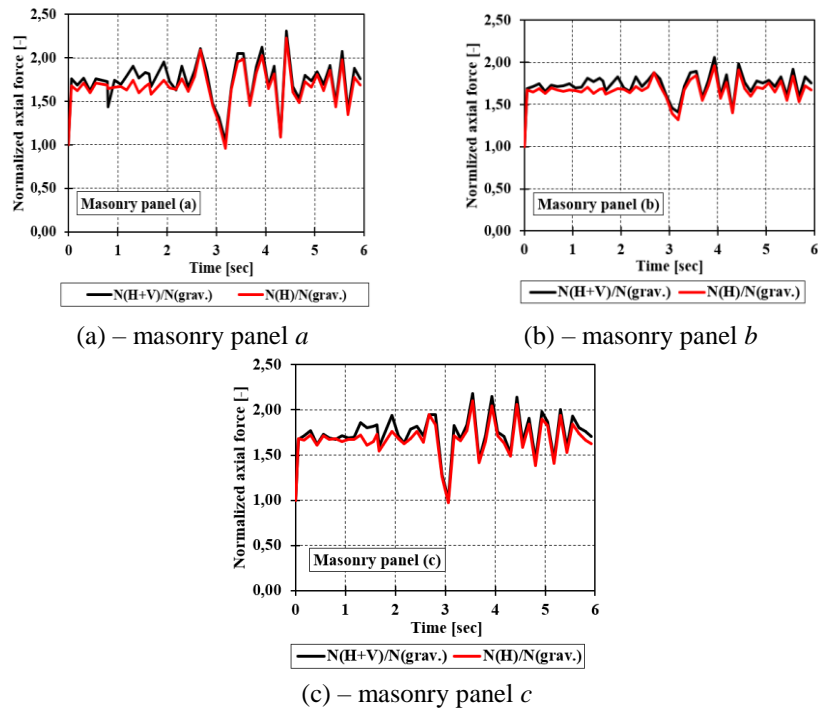 2,50
2,00
1,50
1,00
0,50
0,00
Normalized axial force [-]
Masonry panel (a)
0 1 2 3 4 5 6
Time [sec]
N(H+V)/N(grav.) N(H)/N(grav.)
(a) – masonry panel a
2,50
2,00
1,50
1,00
0,50
0,00
Normlized axial force [-]
Masonry panel (b)
0 1 2 3 4 5 6
Time [sec]
N(H+V)/N(grav.) N(H)/N(grav.)
(b) – masonry panel b
2,50
2,00
1,50
1,00
0,50
0,00
Normalized axial force [-]
Masonry panel (c)
0 1 2 3 4 5 6
Time [sec]
N(H+V)/N(grav.) N(H)/N(grav.)
(c) – masonry panel c